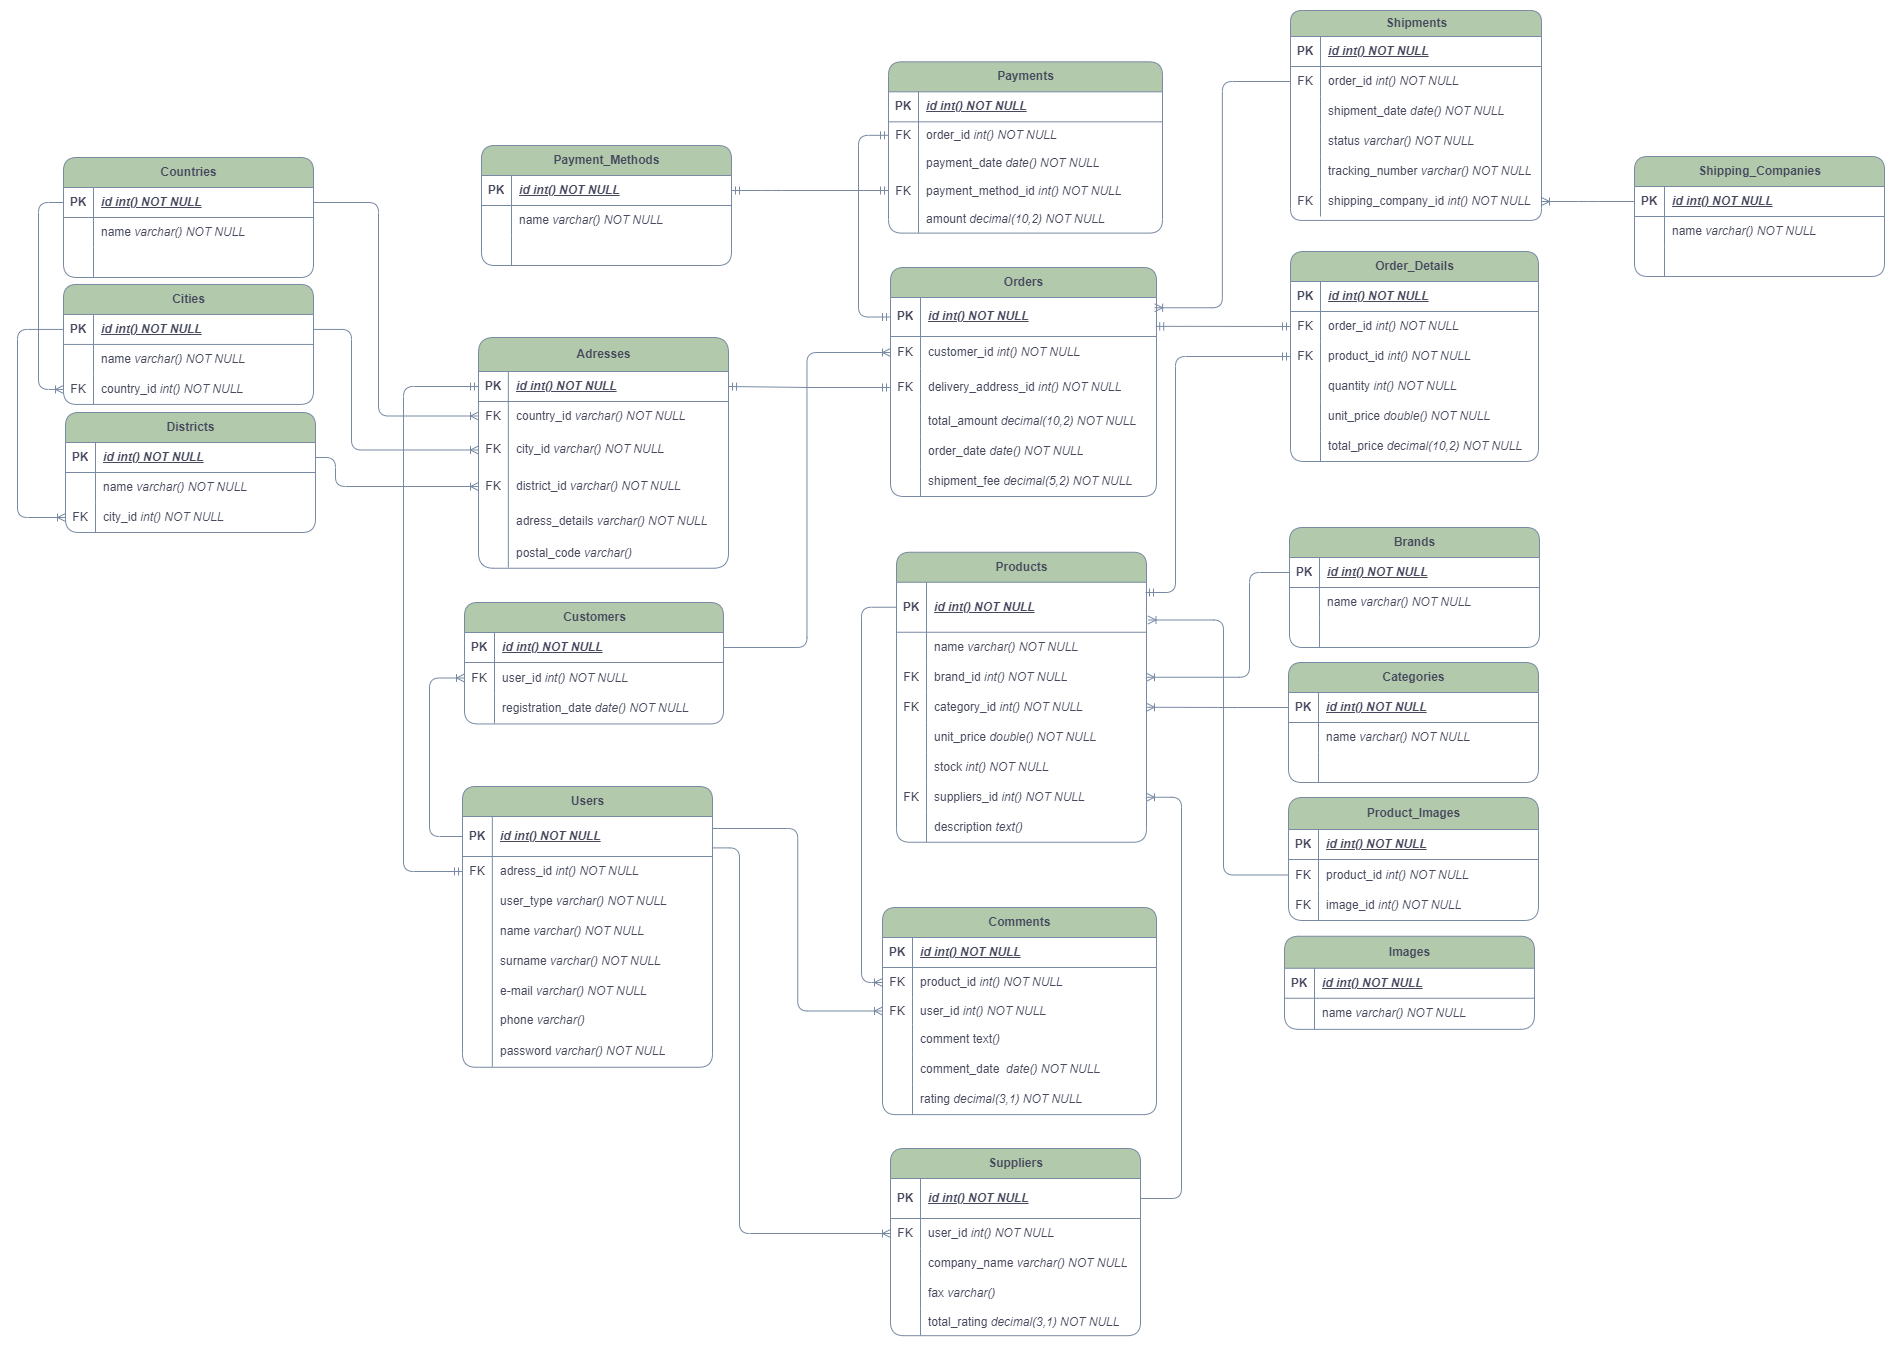 Shipments
PK id int() NOT NULL
FK order_id int() NOT NULL
shipment_date date() NOT NULL
status varchar() NOT NULL
tracking_number varchar() NOT NULL
FK shipping_company_id int() NOT NULL
Payments
PK id int() NOT NULL
FK order_id int() NOT NULL
payment_date date() NOT NULL
FK payment_method_id int() NOT NULL
amount decimal(10,2) NOT NULL
Payment_Methods
PK id int() NOT NULL
name varchar() NOT NULL
Countries
PK id int() NOT NULL
name varchar() NOT NULL
Shipping_Companies
PK id int() NOT NULL
name varchar() NOT NULL
Cities
PK id int() NOT NULL
name varchar() NOT NULL
FK country_id int() NOT NULL
Districts
PK id int() NOT NULL
name varchar() NOT NULL
FK city_id int() NOT NULL
Adresses
PK id int() NOT NULL
FK country_id varchar() NOT NULL
FK city_id varchar() NOT NULL
FK district_id varchar() NOT NULL
adress_details varchar() NOT NULL
postal_code varchar()
Orders
PK id int() NOT NULL
FK customer_id int() NOT NULL
FK delivery_address_id int() NOT NULL
total_amount decimal(10,2) NOT NULL
order_date date() NOT NULL
shipment_fee decimal(5,2) NOT NULL
Order_Details
PK id int() NOT NULL
FK order_id int() NOT NULL
FK product_id int() NOT NULL
quantity int() NOT NULL
unit_price double() NOT NULL
total_price decimal(10,2) NOT NULL
Customers
PK id int() NOT NULL
FK user_id int() NOT NULL
registration_date date() NOT NULL
Products
PK id int() NOT NULL
name varchar() NOT NULL
FK brand_id int() NOT NULL
FK category_id int() NOT NULL
unit_price double() NOT NULL
stock int() NOT NULL
FK suppliers_id int() NOT NULL
description text()
Brands
PK id int() NOT NULL
name varchar() NOT NULL
Categories
PK id int() NOT NULL
name varchar() NOT NULL
Product_Images
PK id int() NOT NULL
FK product_id int() NOT NULL
FK image_id int() NOT NULL
Images
PK id int() NOT NULL
name varchar() NOT NULL
Users
PK id int() NOT NULL
FK adress_id int() NOT NULL
user_type varchar() NOT NULL
name varchar() NOT NULL
surname varchar() NOT NULL
e-mail varchar() NOT NULL
phone varchar()
password varchar() NOT NULL
Comments
PK id int() NOT NULL
FK product_id int() NOT NULL
FK user_id int() NOT NULL
comment text()
comment_date date() NOT NULL
rating decimal(3,1) NOT NULL
Suppliers
PK id int() NOT NULL
FK user_id int() NOT NULL
company_name varchar() NOT NULL
fax varchar()
total_rating decimal(3,1) NOT NULL